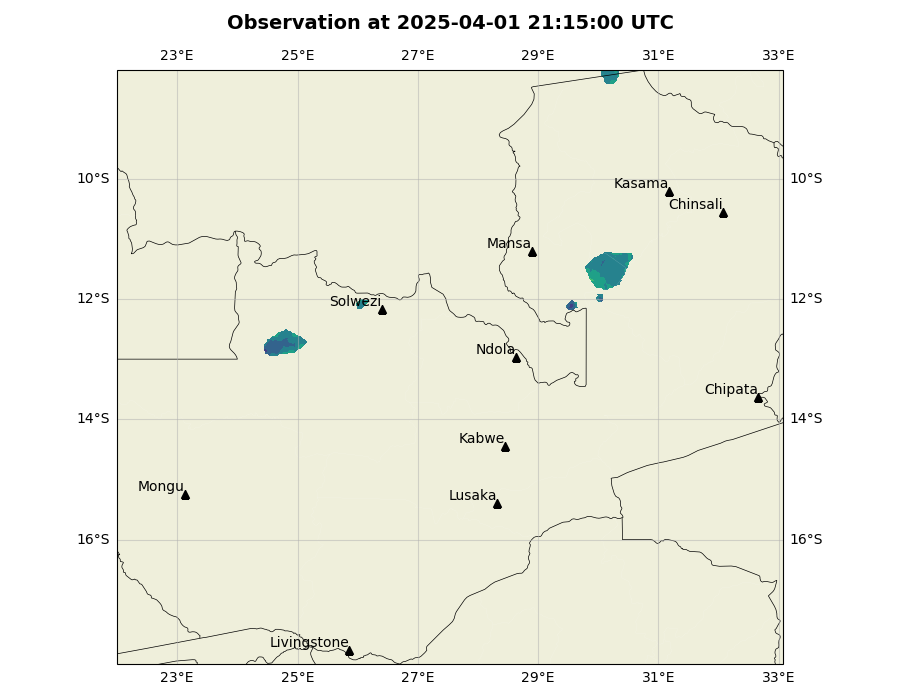 Observation at 2025-04-01 21:15:00 UTC
23°E 25°E 27°E 29°E 31°E 33°E
10°S 10°S
Kasama
Chinsali
Mansa
12°S 12°S
Solwezi
Ndola
Chipata
14°S 14°S
Kabwe
Mongu
Lusaka
16°S 16°S
Livingstone
23°E 25°E 27°E 29°E 31°E 33°E